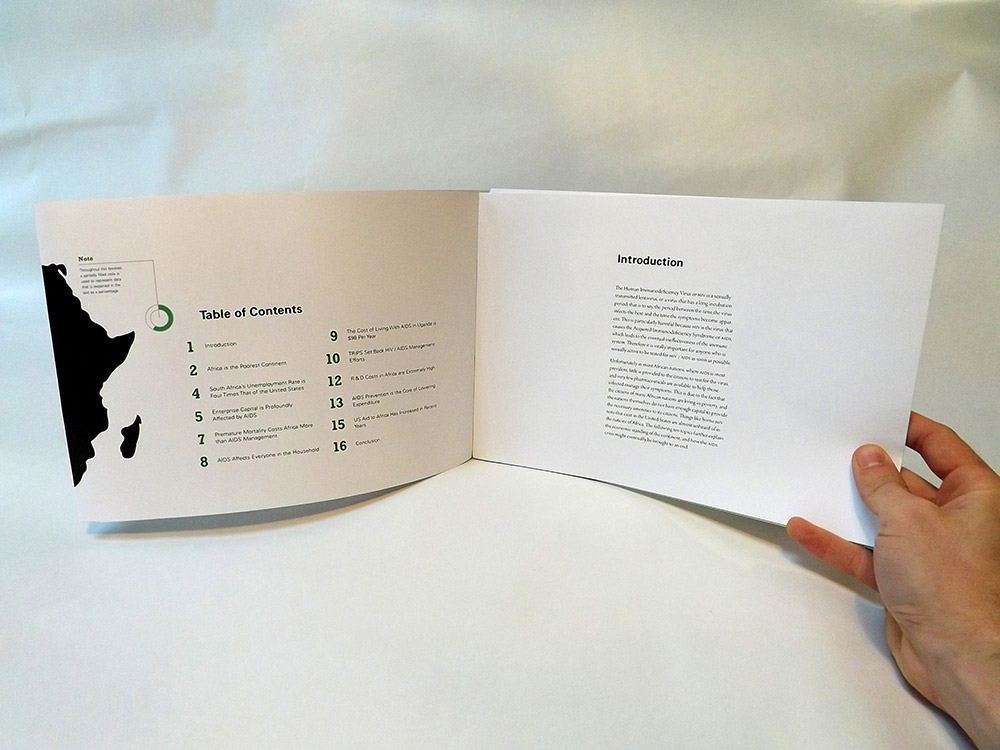 Note
Throughout this booklet,
a partially filled circle is
used to represent data
that is essential in the
text as a percentage.
Table of Contents
1 Introduction
2 Africa is the Poorest Continent
4 South Africa's Unemployment Rate is
Four Times That of the United States
5 Enterprise Capital is Profoundly
Affected by AIDS
7 Premature Mortality Costs Africa More
than AIDS Management
8 AIDS Affects Everyone in the Household
9 The Cost of Living With AIDS in Uganda is
$98 Per Year
10 TRIPS Set Back HIV / AIDS Management
Efforts
12 R & D Costs in Africa are Extremely High
13 AIDS Prevention is the Core of Lowering
Expenditure
15 US Aid to Africa Has Increased in Recent
Years
16 Conclusion
Introduction
The Human Immunodeficiency Virus or HIV is a sexually
transmitted lentivirus, or a virus that has a long incubation
period; that is to say the period between the time the virus
infects the host and the time the symptoms become appar-
ent. This is particularly harmful because HIV is the virus that
causes the Acquired Immunodeficiency Syndrome or AIDS,
which leads to the eventual ineffectiveness of the immune
system. Therefore it is vitally important for anyone who is
sexually active to be tested for HIV / AIDS as soon as possible.
Unfortunately in most African nations, where AIDS is most
prevalent, little is provided to the citizens to test for the virus
and very few pharmaceuticals are available to help those
infected manage their symptoms. This is due to the fact that
the citizens of many African nations are living in poverty, and
the nations themselves do not have enough capital to provide
the necessary amenities to its citizens. Things like home HIV
tests that exist in the United States are almost unheard of in
the nations of Africa. The following ten topics further explain
the economic standing of the continent, and how the AIDS
crisis might eventually be brought to an end.